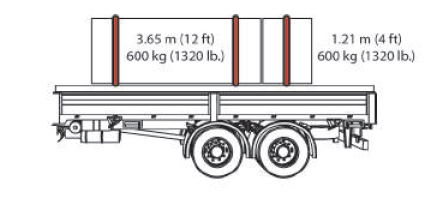 3.65 m (12 ft)
600 kg (1320 lb.)
1.21 m (4 ft)
600 kg (1320 lb.)